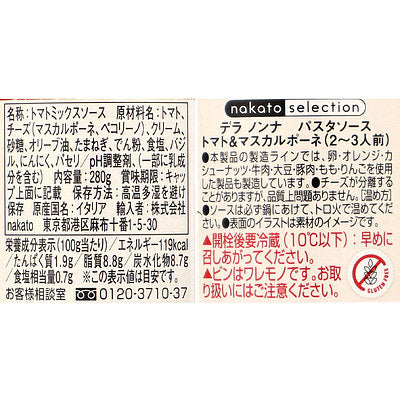 名称:トマトミックスソース 原材料名:トマト、
チーズ(マスカルポーネ、ペコリーノ)、クリーム、
砂糖、オリーブ油、たまねぎ、でん粉、食塩、バ
ジル、にんにく、パセリ/pH調整剤、(一部に乳成
分を含む) 内容量:280g 賞味期限:キャ
ップ上面に記載 保存方法:高温多湿を避け
保存 原産国名:イタリア 輸入者:株式会社
nakato 東京都港区麻布十番1-5-30
栄養成分表示(100g当たり)/エネルギー119kcal
/たんぱく質1.9g/脂質8.8g/炭水化物8.7g
/食塩相当0.7g ※この表示値は目安です。
お客様相談室 0120-3710-37
nakato selection
デラ ノンナ パスタソース
トマト&マスカルポーネ(2〜3人前)
●本製品の製造ラインでは、卵・オレンジ・カ
シューナッツ・牛肉・大豆・豚肉・もも・りんごを使用
した製品を製造しています。●チーズが分離する
ことがありますが、品質上問題ありません。〔温め方〕
●ソースは必ず鍋にあけて、トロ火で温めてくださ
い。●表面のイラストは素材のイメージです。
▲開栓後要冷蔵(10℃以下):早めに
召しあがってください。
▲ビンはワレモノです。お取
り扱いにはご注意ください。
GLUTEN FREE